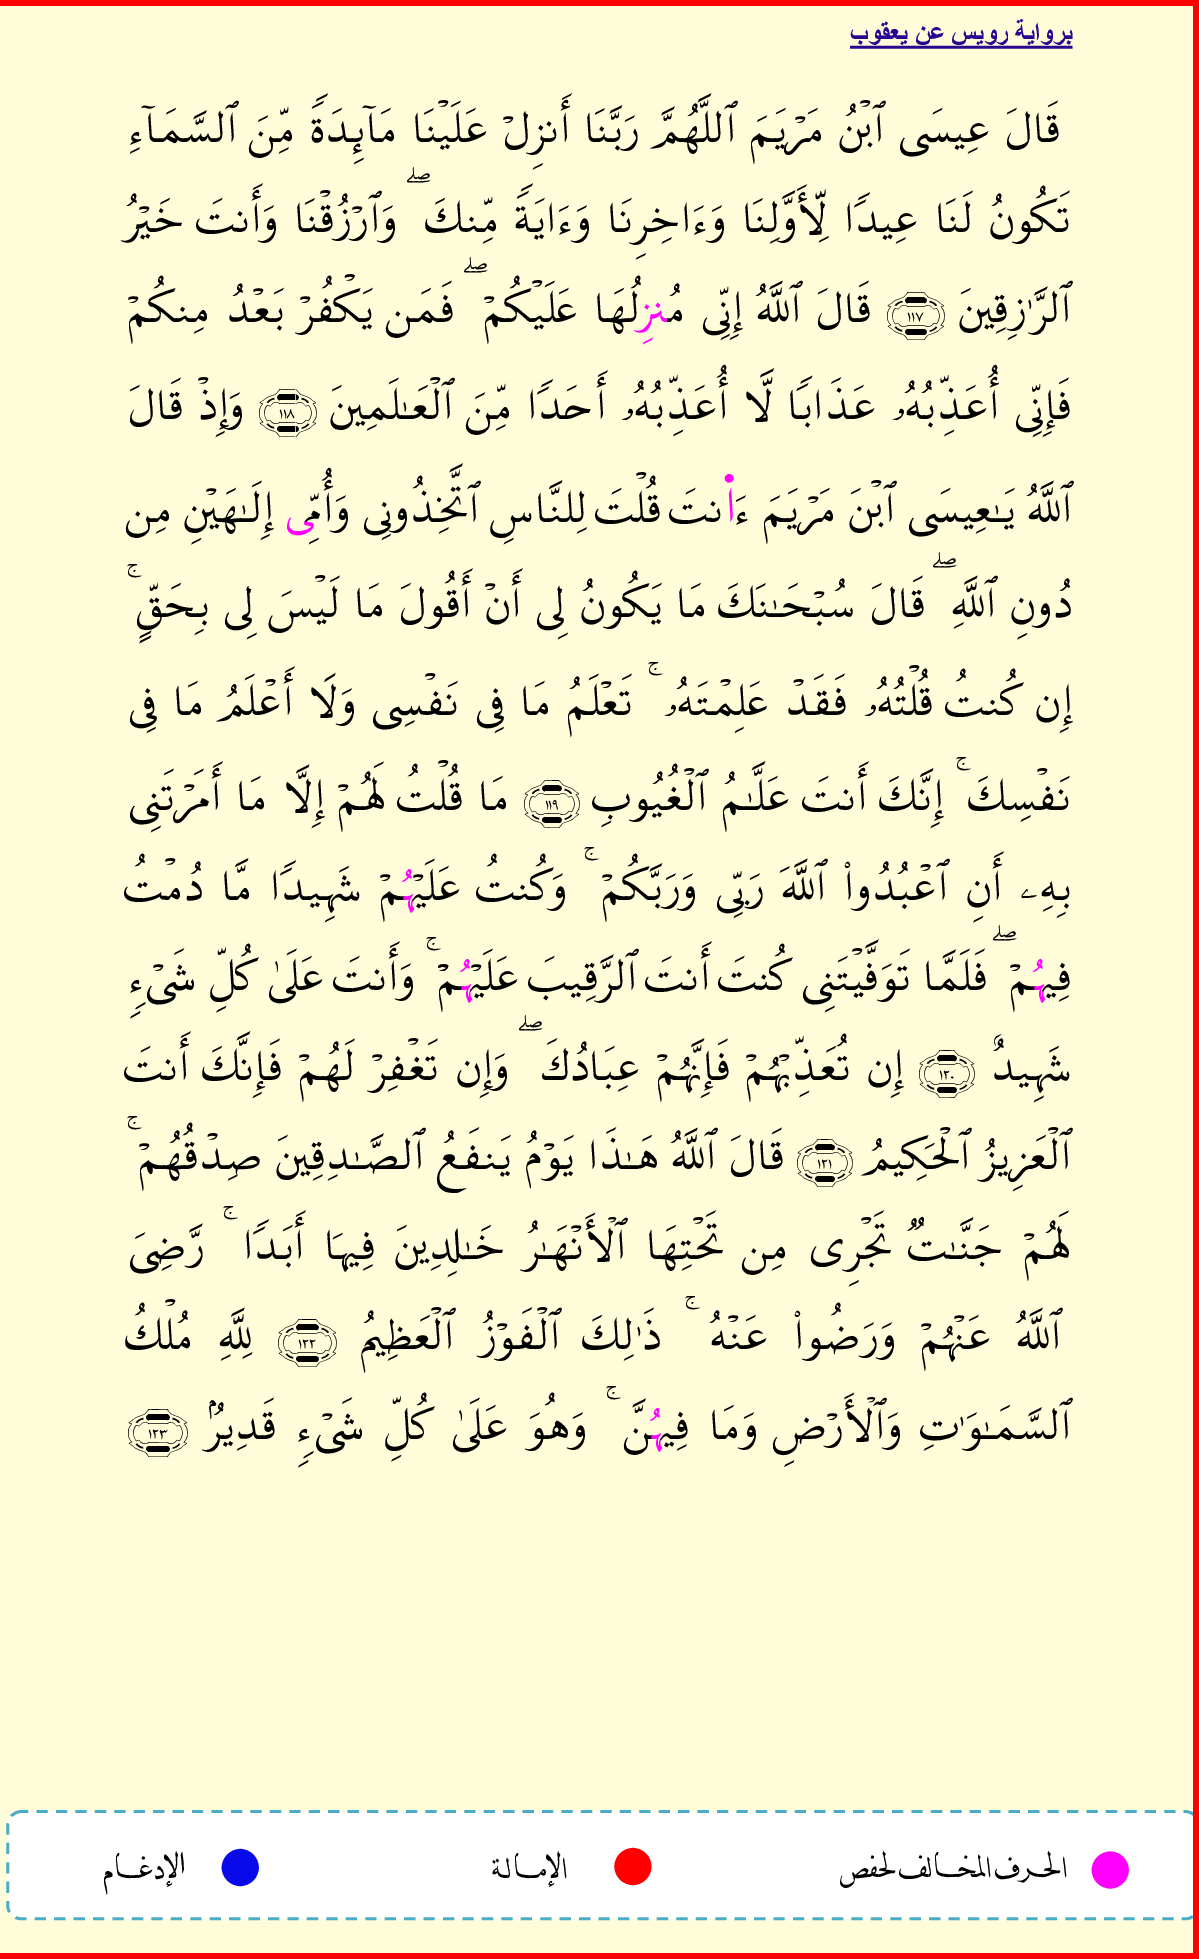 برواية رويس عن يعقوب
قَالَ عِيسَى ٱبۡنُ مَرۡيَمَ ٱللَّهُمَّ رَبَّنَا أَنزِلۡ عَلَيۡنَا مَآئِدَةٗ مِّنَ ٱلسَّمَآءِ
تَكُونُ لَنَا عِيدٗا لِّأَوَّلِنَا وَءَاخِرِنَا وَءَايَةٗ مِّنكَۖ وَٱرۡزُقۡنَا وَأَنتَ خَيۡرُ
ٱلرَّٰزِقِينَ ١١٧ قَالَ ٱللَّهُ إِنِّي مُنزِلُهَا عَلَيۡكُمۡۖ فَمَن يَكۡفُرۡ بَعۡدُ مِنكُمۡ
فَإِنِّي أُعَذِّبُهُۥ عَذَابٗا لَّا أُعَذِّبُهُۥ أَحَدٗا مِّنَ ٱلۡعَٰلَمِينَ ١١٨ وَإِذۡ قَالَ
ٱللَّهُ يَٰعِيسَى ٱبۡنَ مَرۡيَمَ ءَا۬نتَ قُلۡتَ لِلنَّاسِ ٱتَّخِذُونِي وَأُمِّي إِلَٰهَيۡنِ مِن
دُونِ ٱللَّهِۖ قَالَ سُبۡحَٰنَكَ مَا يَكُونُ لِي أَنۡ أَقُولَ مَا لَيۡسَ لِي بِحَقٍّۚ
إِن كُنتُ قُلۡتُهُۥ فَقَدۡ عَلِمۡتَهُۥۚ تَعۡلَمُ مَا فِي نَفۡسِي وَلَا أَعۡلَمُ مَا فِي
نَفۡسِكَۚ إِنَّكَ أَنتَ عَلَّٰمُ ٱلۡغُيُوبِ ١١٩ مَا قُلۡتُ لَهُمۡ إِلَّا مَا أَمَرۡتَنِي
بِهِۦ أَنِ ٱعۡبُدُواْ ٱللَّهَ رَبِّي وَرَبَّكُمۡۚ وَكُنتُ عَلَيۡهُمۡ شَهِيدٗا مَّا دُمۡتُ
فِيهُمۡۖ فَلَمَّا تَوَفَّيۡتَنِي كُنتَ أَنتَ ٱلرَّقِيبَ عَلَيۡهُمۡۚ وَأَنتَ عَلَىٰ كُلِّ شَيۡءٖ
شَهِيدٌ ١٢٠ إِن تُعَذِّبۡهُمۡ فَإِنَّهُمۡ عِبَادُكَۖ وَإِن تَغۡفِرۡ لَهُمۡ فَإِنَّكَ أَنتَ
ٱلۡعَزِيزُ ٱلۡحَكِيمُ ١٢١ قَالَ ٱللَّهُ هَٰذَا يَوۡمُ يَنفَعُ ٱلصَّٰدِقِينَ صِدۡقُهُمۡۚ
لَهُمۡ جَنَّٰتٞ تَجۡرِي مِن تَحۡتِهَا ٱلۡأَنۡهَٰرُ خَٰلِدِينَ فِيهَا أَبَدٗاۚ رَّضِيَ
ٱللَّهُ عَنۡهُمۡ وَرَضُواْ عَنۡهُۚ ذَٰلِكَ ٱلۡفَوۡزُ ٱلۡعَظِيمُ ١٢٢ لِلَّهِ مُلۡكُ
ٱلسَّمَٰوَٰتِ وَٱلۡأَرۡضِ وَمَا فِيهُنَّۚ وَهُوَ عَلَىٰ كُلِّ شَيۡءٖ قَدِيرُۢ ١٢٣
الحرف المخالف لحفص الإمالة الإدغام